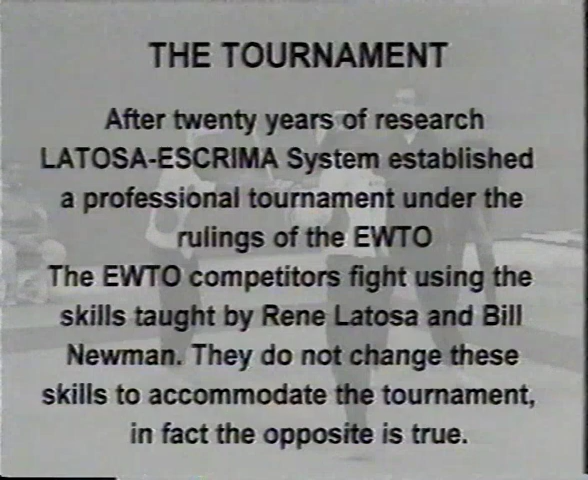 THE TOURNAMENT
After twenty years of research
LATOSA-ESCRIMA System established
a professional tournament under the
rulings of the EWTO
The EWTO competitors fight using the
skills taught by Rene Latosa and Bill
Newman. They do not change these
skills to accommodate the tournament,
in fact the opposite is true.